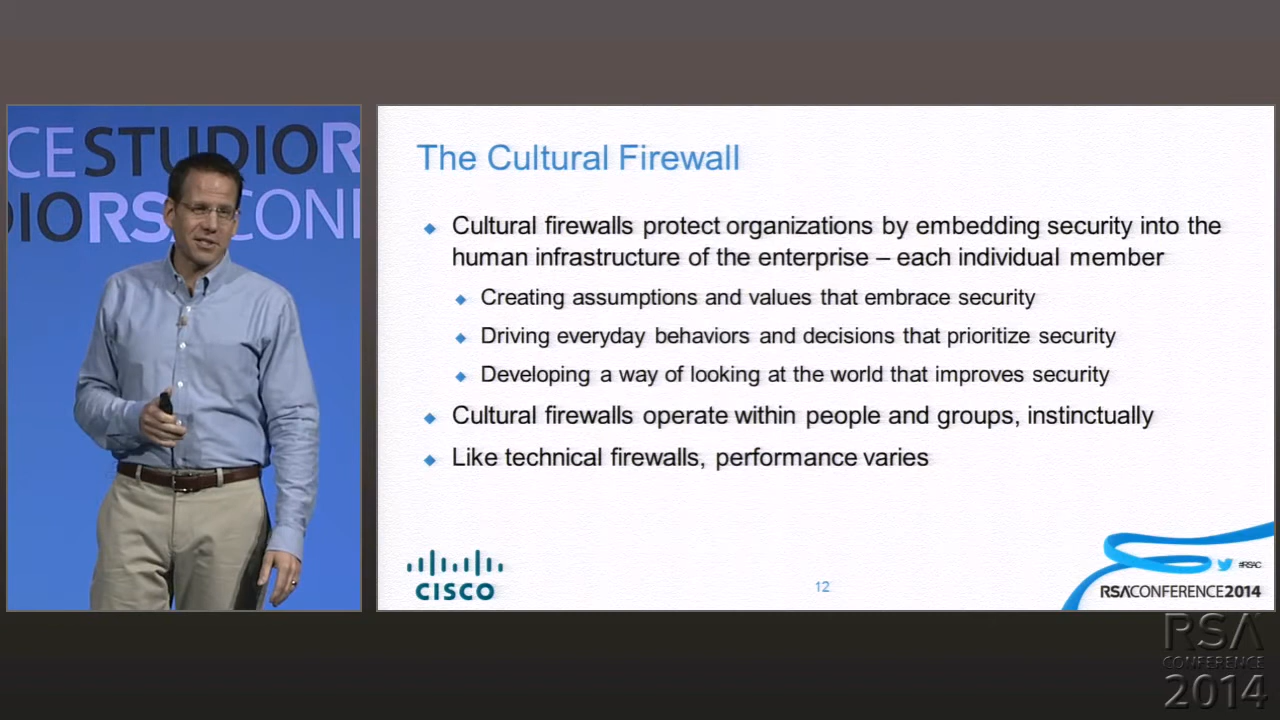 CESTUDIOR
DIORSACONF
The Cultural Firewall
Cultural firewalls protect organizations by embedding security into the
human infrastructure of the enterprise – each individual member
Creating assumptions and values that embrace security
Driving everyday behaviors and decisions that prioritize security
Developing a way of looking at the world that improves security
Cultural firewalls operate within people and groups, instinctually
Like technical firewalls, performance varies
CISCO
12
#RSAC
RSACONFERENCE2014
RSA
CONFERENCE
2014